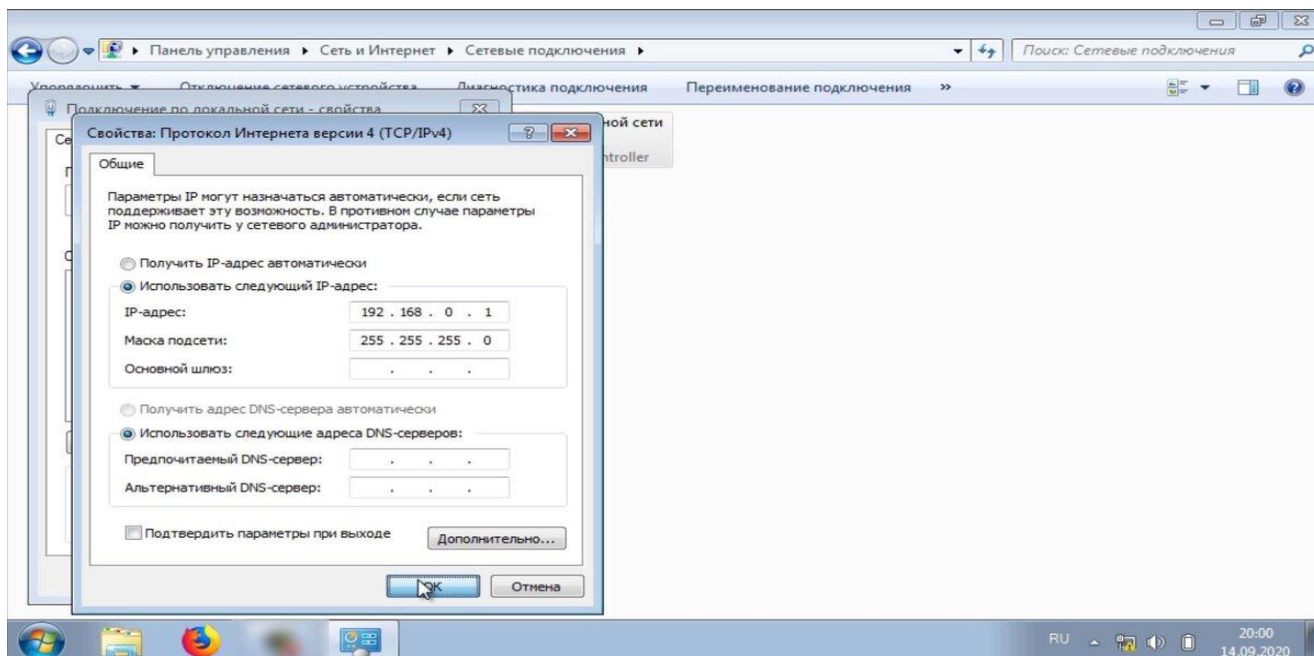 Панель управления ▸ Сеть и Интернет ▸ Сетевые подключения ▸
Поиск: Сетевые подключения
Упорядочить Отключение сетевого устройства Диагностика подключения Переименование подключения »
Подключение по локальной сети - свойства
ной сети
ntroller
Свойства: Протокол Интернета версии 4 (TCP/IPv4)
Общие
Параметры IP могут назначаться автоматически, если сеть
поддерживает эту возможность. В противном случае параметры
IP можно получить у сетевого администратора.
Получить IP-адрес автоматически
Использовать следующий IP-адрес:
IP-адрес: 192 . 168 . 0 . 1
Маска подсети: 255 . 255 . 255 . 0
Основной шлюз: . . .
Получить адрес DNS-сервера автоматически
Использовать следующие адреса DNS-серверов:
Предпочитаемый DNS-сервер: . . .
Альтернативный DNS-сервер: . . .
Подтвердить параметры при выходе
Дополнительно...
OK Отмена
RU
20:00
14.09.2020